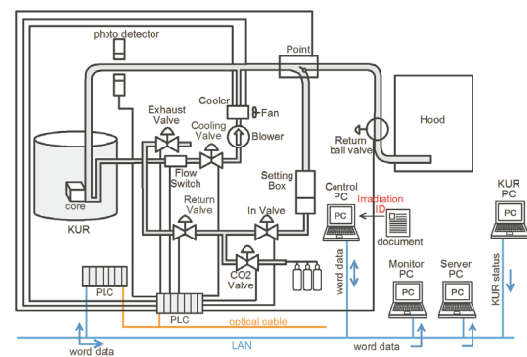 photo detector
Point
Cooler
Fan
Exhaust
Valve
Cooling
Valve
Blower
Hood
Return
ball valve
Flow
Switch
Setting
Box
core
KUR
Return
Valve
In Valve
Control
PC
PC
Irradiation
ID
document
KUR
PC
PC
CO2
Valve
word data
Monitor
PC
PC
Server
PC
PC
KUR status
PLC
PLC
optical cable
LAN
word data
word data